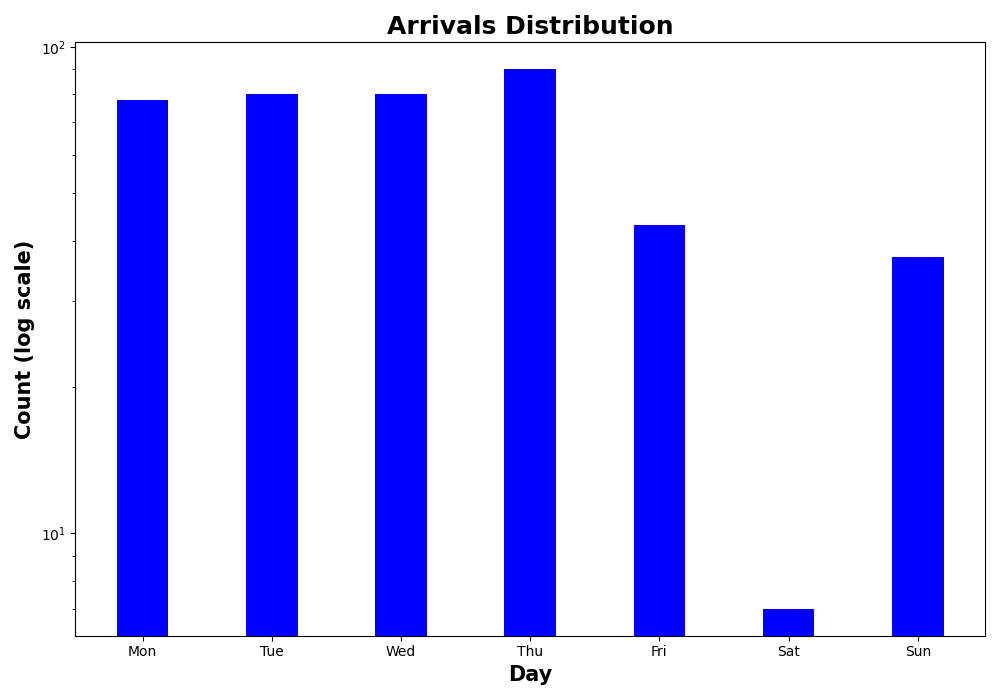 Arrivals Distribution
Count (log scale)
10²
10¹
Mon Tue Wed Thu Fri Sat Sun
Day